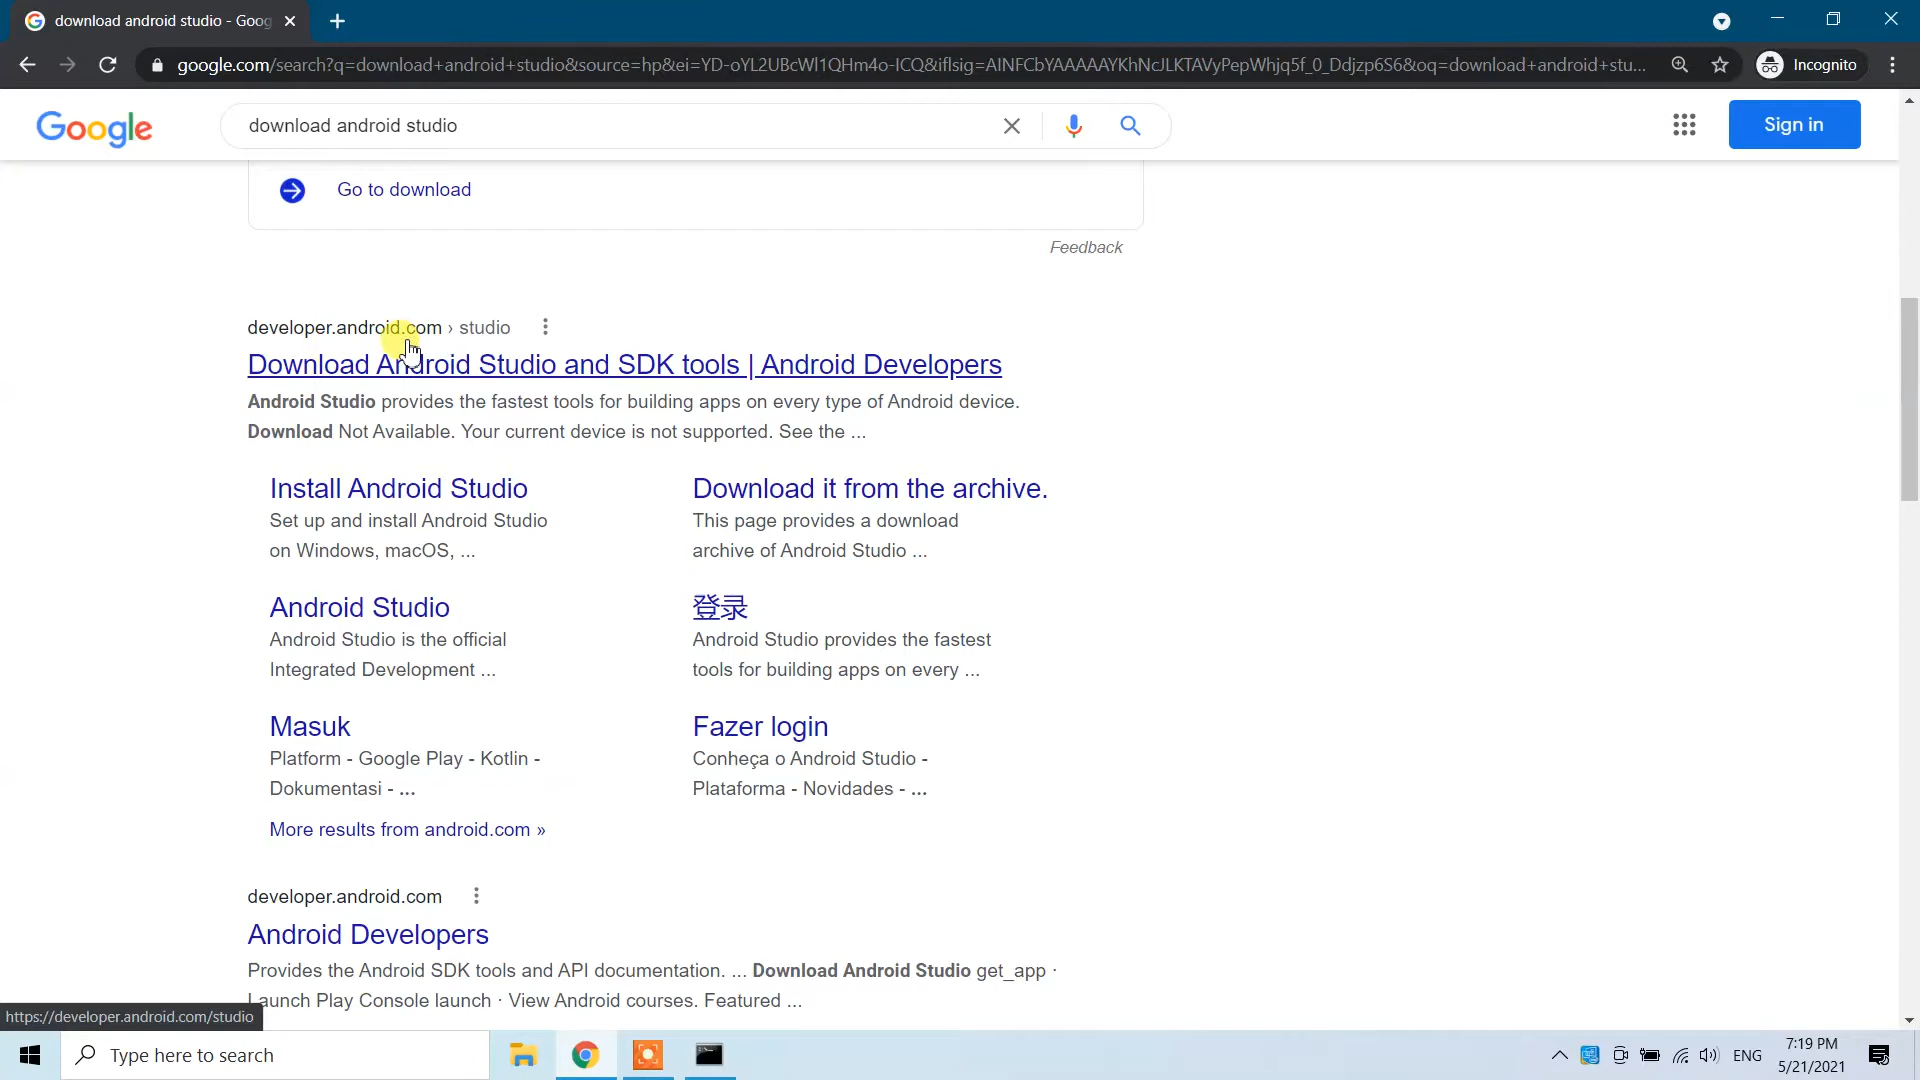 download android studio - Goog
google.com/search?q=download+android+studio&source=hp&ei=YD-oYL2UBcWl1QHm4o-ICQ&iflsig=AINFCbYAAAAAYKhNcJLKTAVyPepWhjq5f_0_Ddjzp6S6&oq=download+android+stu...
Incognito
Google
download android studio
Sign in
Go to download
Feedback
developer.android.com › studio
Download Android Studio and SDK tools | Android Developers
Android Studio provides the fastest tools for building apps on every type of Android device.
Download Not Available. Your current device is not supported. See the ...
Install Android Studio
Set up and install Android Studio
on Windows, macOS, ...
Download it from the archive.
This page provides a download
archive of Android Studio ...
Android Studio
Android Studio is the official
Integrated Development ...
登录
Android Studio provides the fastest
tools for building apps on every ...
Masuk
Platform - Google Play - Kotlin -
Dokumentasi - ...
Fazer login
Conheça o Android Studio -
Plataforma - Novidades - ...
More results from android.com »
developer.android.com
Android Developers
Provides the Android SDK tools and API documentation. ... Download Android Studio get_app ·
Launch Play Console launch · View Android courses. Featured ...
https://developer.android.com/studio
Type here to search
ENG
7:19 PM
5/21/2021